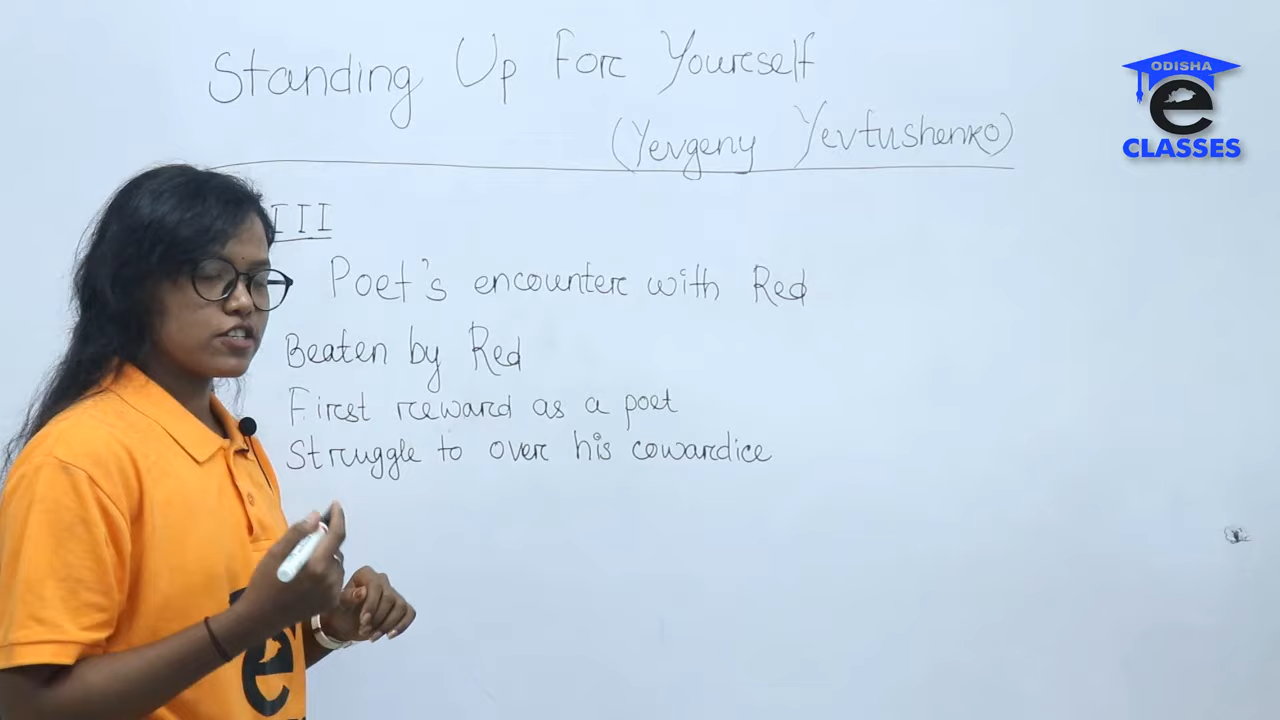 Standing Up For Yourself
(Yevgeny Yevtushenko)
III
Poet's encounter with Red
Beaten by Red
First reward as a poet
Struggle to over his cowardice
ODISHA
e
CLASSES
e